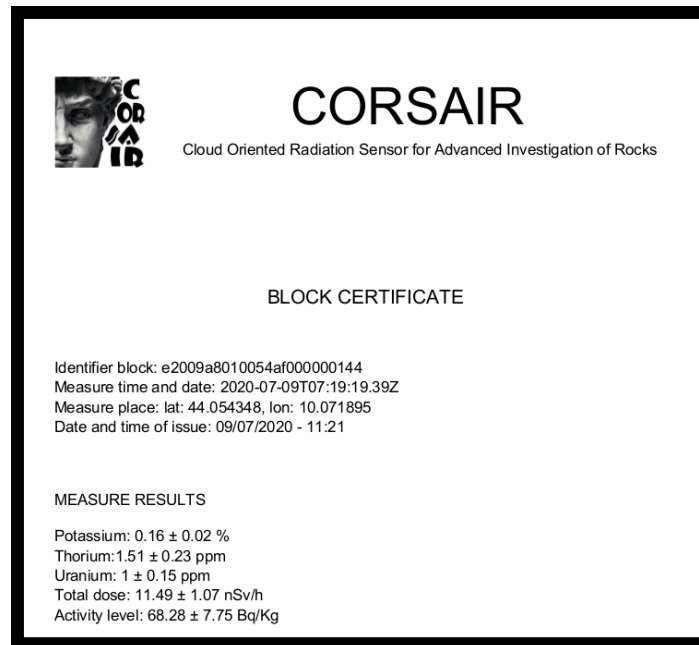 C
OR
SA
IR
CORSAIR
Cloud Oriented Radiation Sensor for Advanced Investigation of Rocks
BLOCK CERTIFICATE
Identifier block: e2009a8010054af000000144
Measure time and date: 2020-07-09T07:19:19.39Z
Measure place: lat: 44.054348, lon: 10.071895
Date and time of issue: 09/07/2020 - 11:21
MEASURE RESULTS
Potassium: 0.16 ± 0.02 %
Thorium:1.51 ± 0.23 ppm
Uranium: 1 ± 0.15 ppm
Total dose: 11.49 ± 1.07 nSv/h
Activity level: 68.28 ± 7.75 Bq/Kg